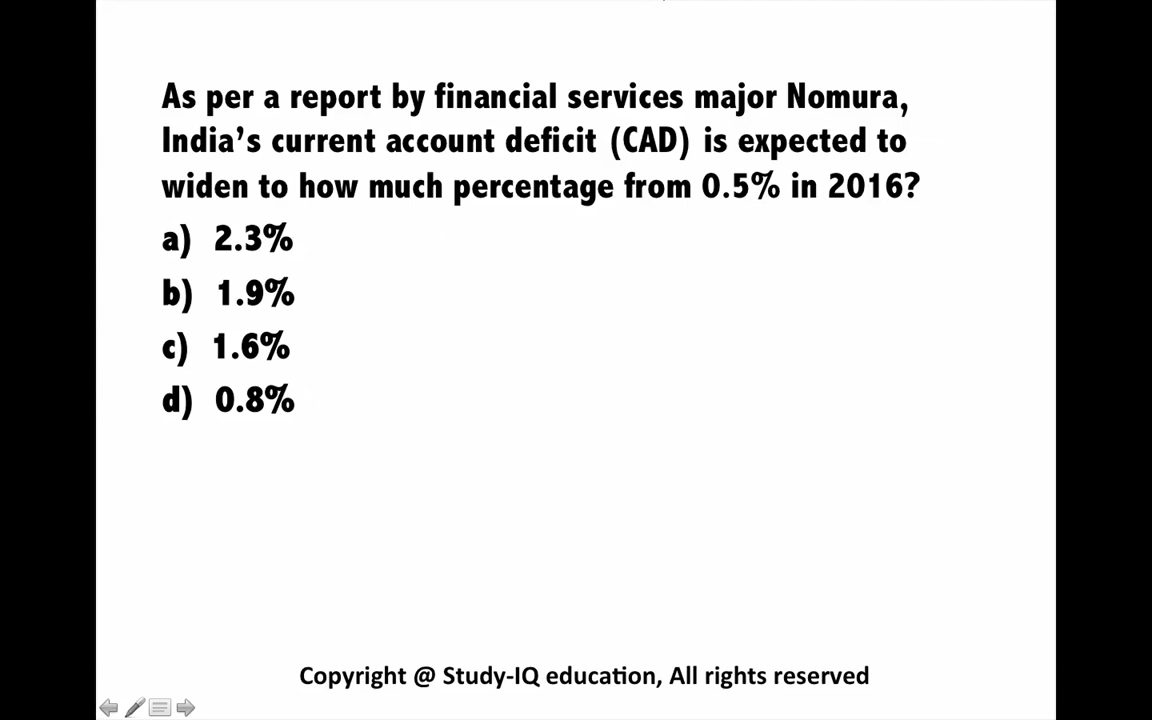 As per a report by financial services major Nomura,
India’s current account deficit (CAD) is expected to
widen to how much percentage from 0.5% in 2016?
a) 2.3%
b) 1.9%
c) 1.6%
d) 0.8%
Copyright @ Study-IQ education, All rights reserved